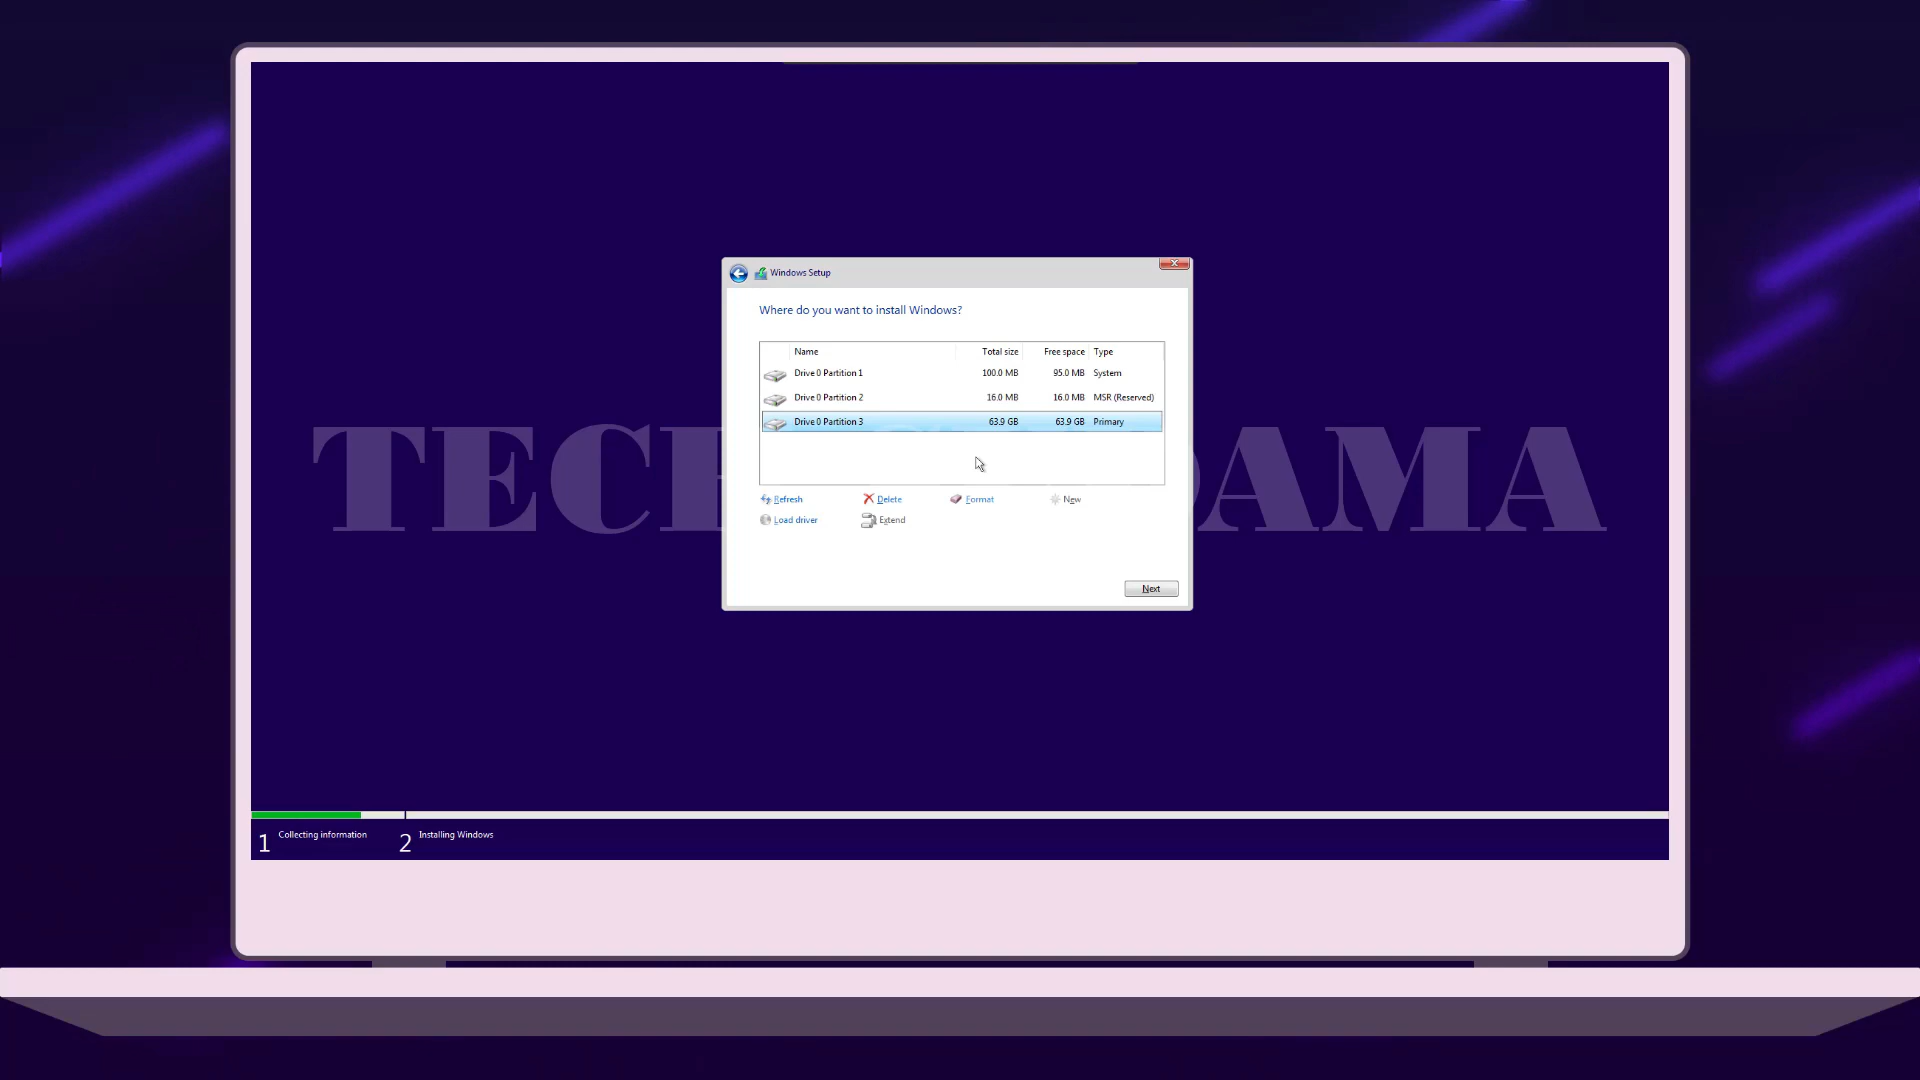 Windows Setup
Where do you want to install Windows?
Name Total size Free space Type
Drive 0 Partition 1 100.0 MB 95.0 MB System
Drive 0 Partition 2 16.0 MB 16.0 MB MSR (Reserved)
Drive 0 Partition 3 63.9 GB 63.9 GB Primary
Refresh Delete Format New
Load driver Extend
Next
1 Collecting information 2 Installing Windows